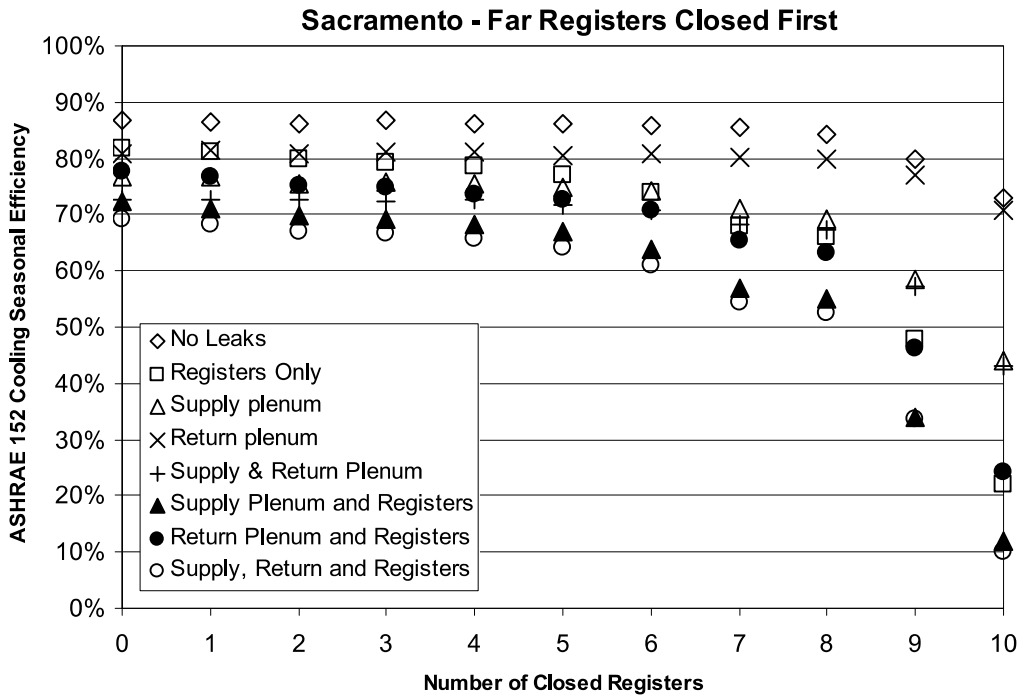 Sacramento - Far Registers Closed First
ASHRAE 152 Cooling Seasonal Efficiency
100%
90%
80%
70%
60%
50%
40%
30%
20%
10%
0%
No Leaks
Registers Only
Supply plenum
Return plenum
Supply & Return Plenum
Supply Plenum and Registers
Return Plenum and Registers
Supply, Return and Registers
0 1 2 3 4 5 6 7 8 9 10
Number of Closed Registers